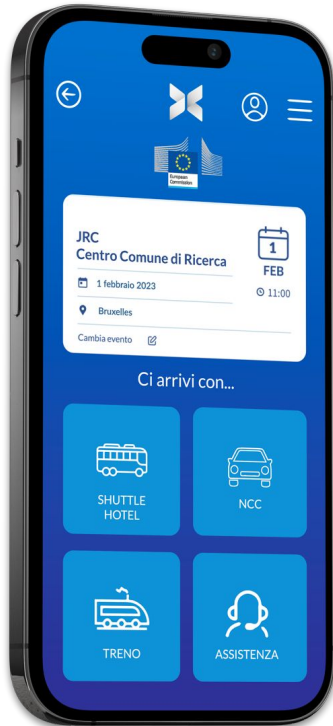 European
Commission
JRC
Centro Comune di Ricerca
1
FEB
1 febbraio 2023
11:00
Bruxelles
Cambia evento
Ci arrivi con...
SHUTTLE
HOTEL
NCC
TRENO
ASSISTENZA